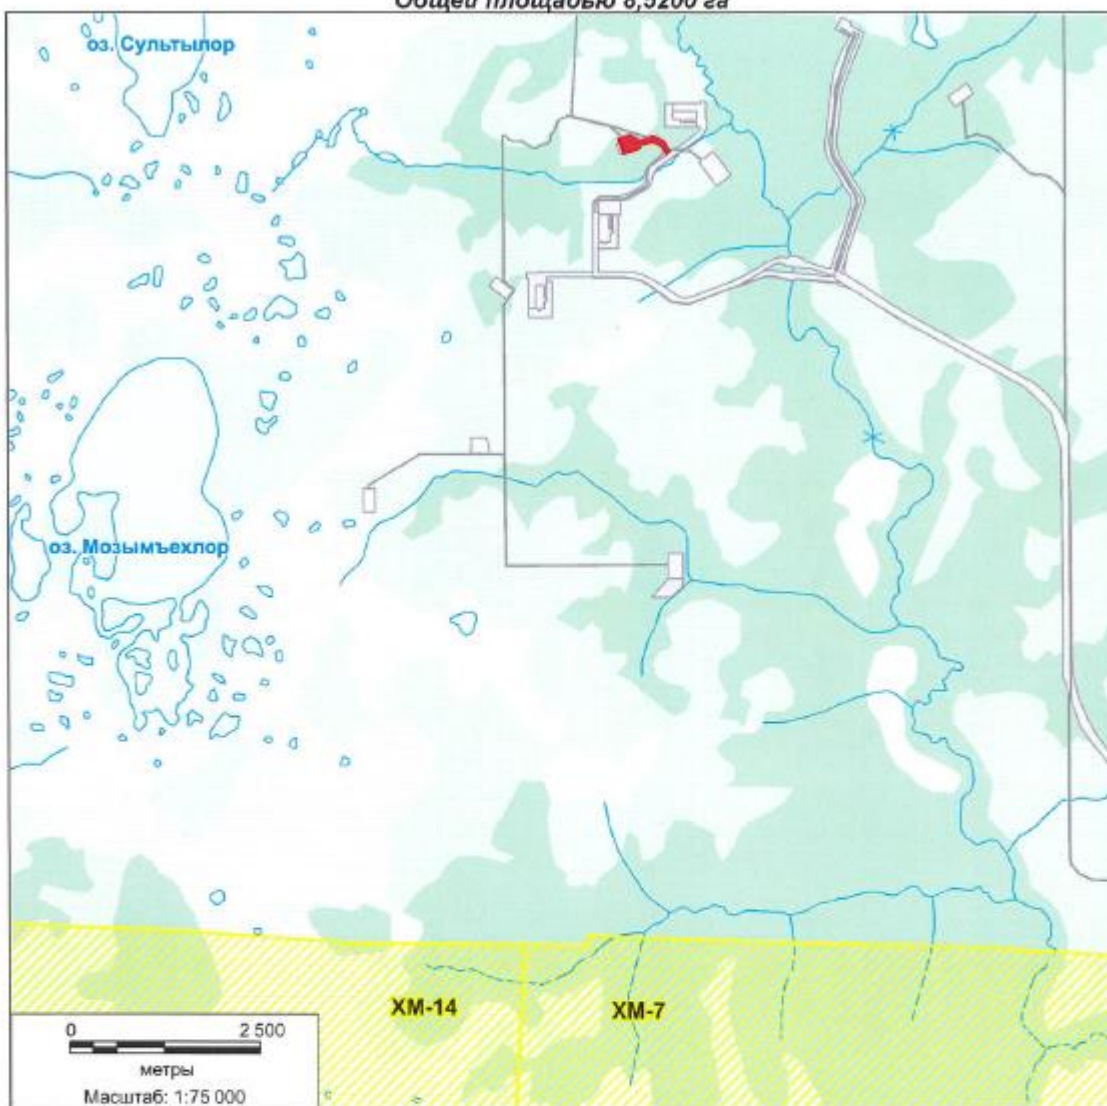 Общей площадью 8,5200 га
оз. Сультылор
оз. Мозымъехлор
ХМ-14
ХМ-7
0 2 500
метры
Масштаб: 1:75 000